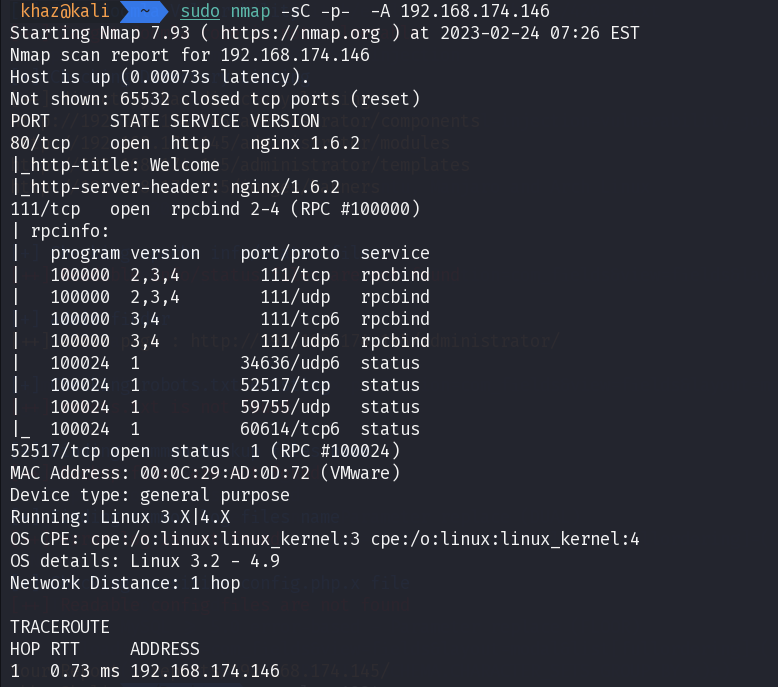 khaz@kali ~ sudo nmap -sC -p- -A 192.168.174.146
Starting Nmap 7.93 ( https://nmap.org ) at 2023-02-24 07:26 EST
Nmap scan report for 192.168.174.146
Host is up (0.00073s latency).
Not shown: 65532 closed tcp ports (reset)
PORT      STATE SERVICE VERSION
80/tcp    open  http    nginx 1.6.2
|_http-title: Welcome
|_http-server-header: nginx/1.6.2
111/tcp   open  rpcbind 2-4 (RPC #100000)
| rpcinfo:
|   program version    port/proto  service
|   100000  2,3,4        111/tcp   rpcbind
|   100000  2,3,4        111/udp   rpcbind
|   100000  3,4          111/tcp6  rpcbind
|   100000  3,4          111/udp6  rpcbind
|   100024  1          34636/udp6  status
|   100024  1          52517/tcp   status
|   100024  1          59755/udp   status
|_  100024  1          60614/tcp6  status
52517/tcp open  status  1 (RPC #100024)
MAC Address: 00:0C:29:AD:0D:72 (VMware)
Device type: general purpose
Running: Linux 3.X|4.X
OS CPE: cpe:/o:linux:linux_kernel:3 cpe:/o:linux:linux_kernel:4
OS details: Linux 3.2 - 4.9
Network Distance: 1 hop
TRACEROUTE
HOP RTT     ADDRESS
1   0.73 ms 192.168.174.146